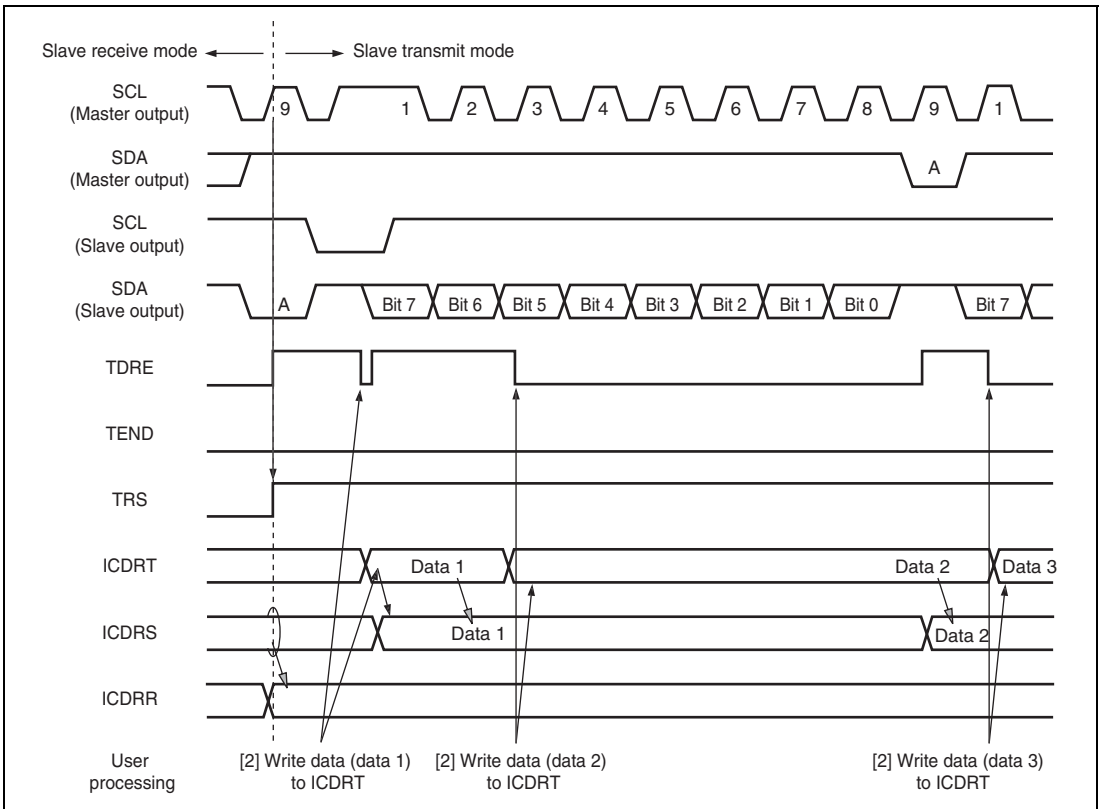 Slave receive mode
Slave transmit mode
SCL
(Master output)
9
1
2
3
4
5
6
7
8
9
1
SDA
(Master output)
A
SCL
(Slave output)
SDA
(Slave output)
A
Bit 7
Bit 6
Bit 5
Bit 4
Bit 3
Bit 2
Bit 1
Bit 0
Bit 7
TDRE
TEND
TRS
ICDRT
Data 1
Data 2
Data 3
ICDRS
Data 1
Data 2
ICDRR
User
processing
[2] Write data (data 1)
to ICDRT
[2] Write data (data 2)
to ICDRT
[2] Write data (data 3)
to ICDRT